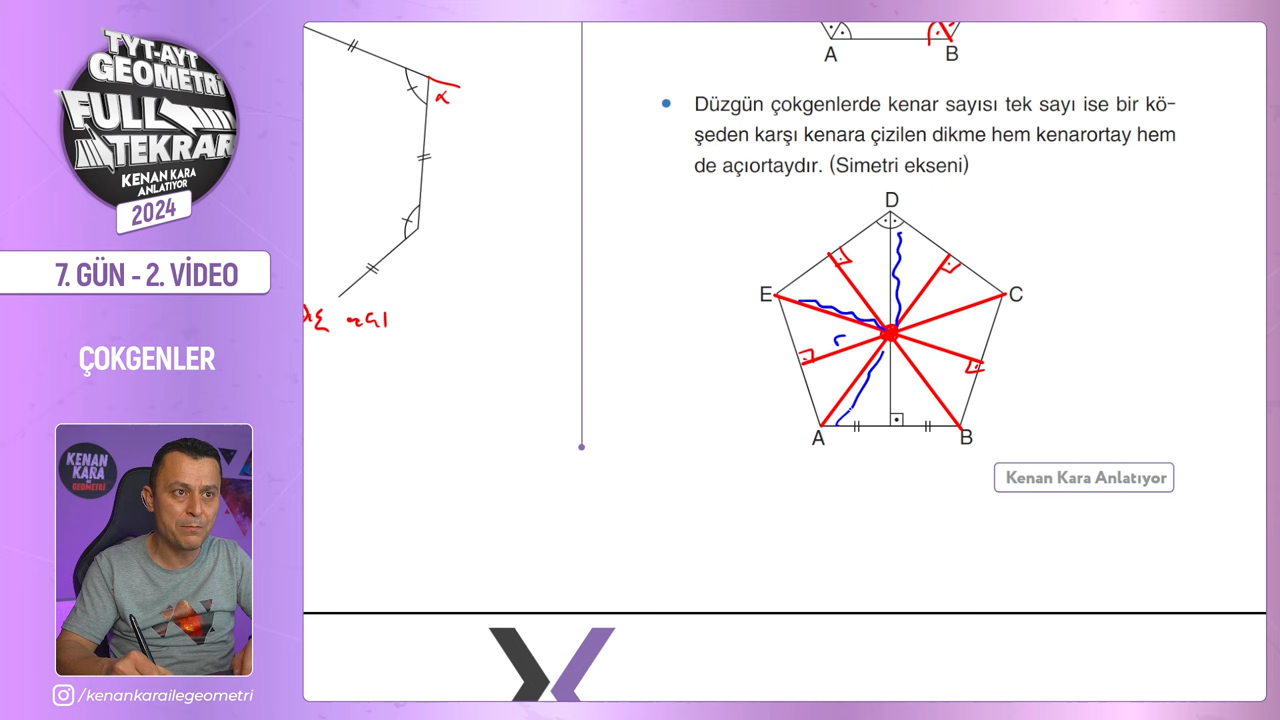 TYT-AYT
GEOMETRİ
FULL
TEKRAR
KENAN KARA
ANLATIYOR
2024
7. GÜN - 2. VİDEO
ÇOKGENLER
KENAN
KARA
GEOMETRİ
/kenankarailegeometri
α
dış açı
A B
• Düzgün çokgenlerde kenar sayısı tek sayı ise bir kö-
şeden karşı kenara çizilen dikme hem kenarortay hem
de açıortaydır. (Simetri ekseni)
D
E C
r
A B
Kenan Kara Anlatıyor